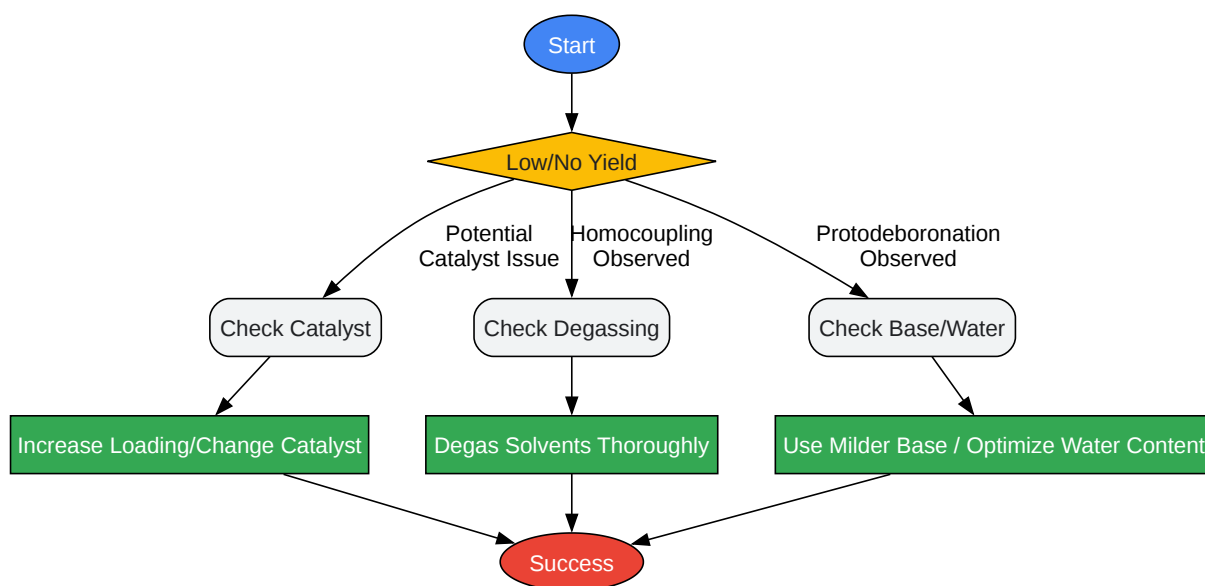 Start
Low/No Yield
Potential
Catalyst Issue
Homocoupling
Observed
Protodeboronation
Observed
Check Catalyst
Check Degassing
Check Base/Water
Increase Loading/Change Catalyst
Degas Solvents Thoroughly
Use Milder Base / Optimize Water Content
Success